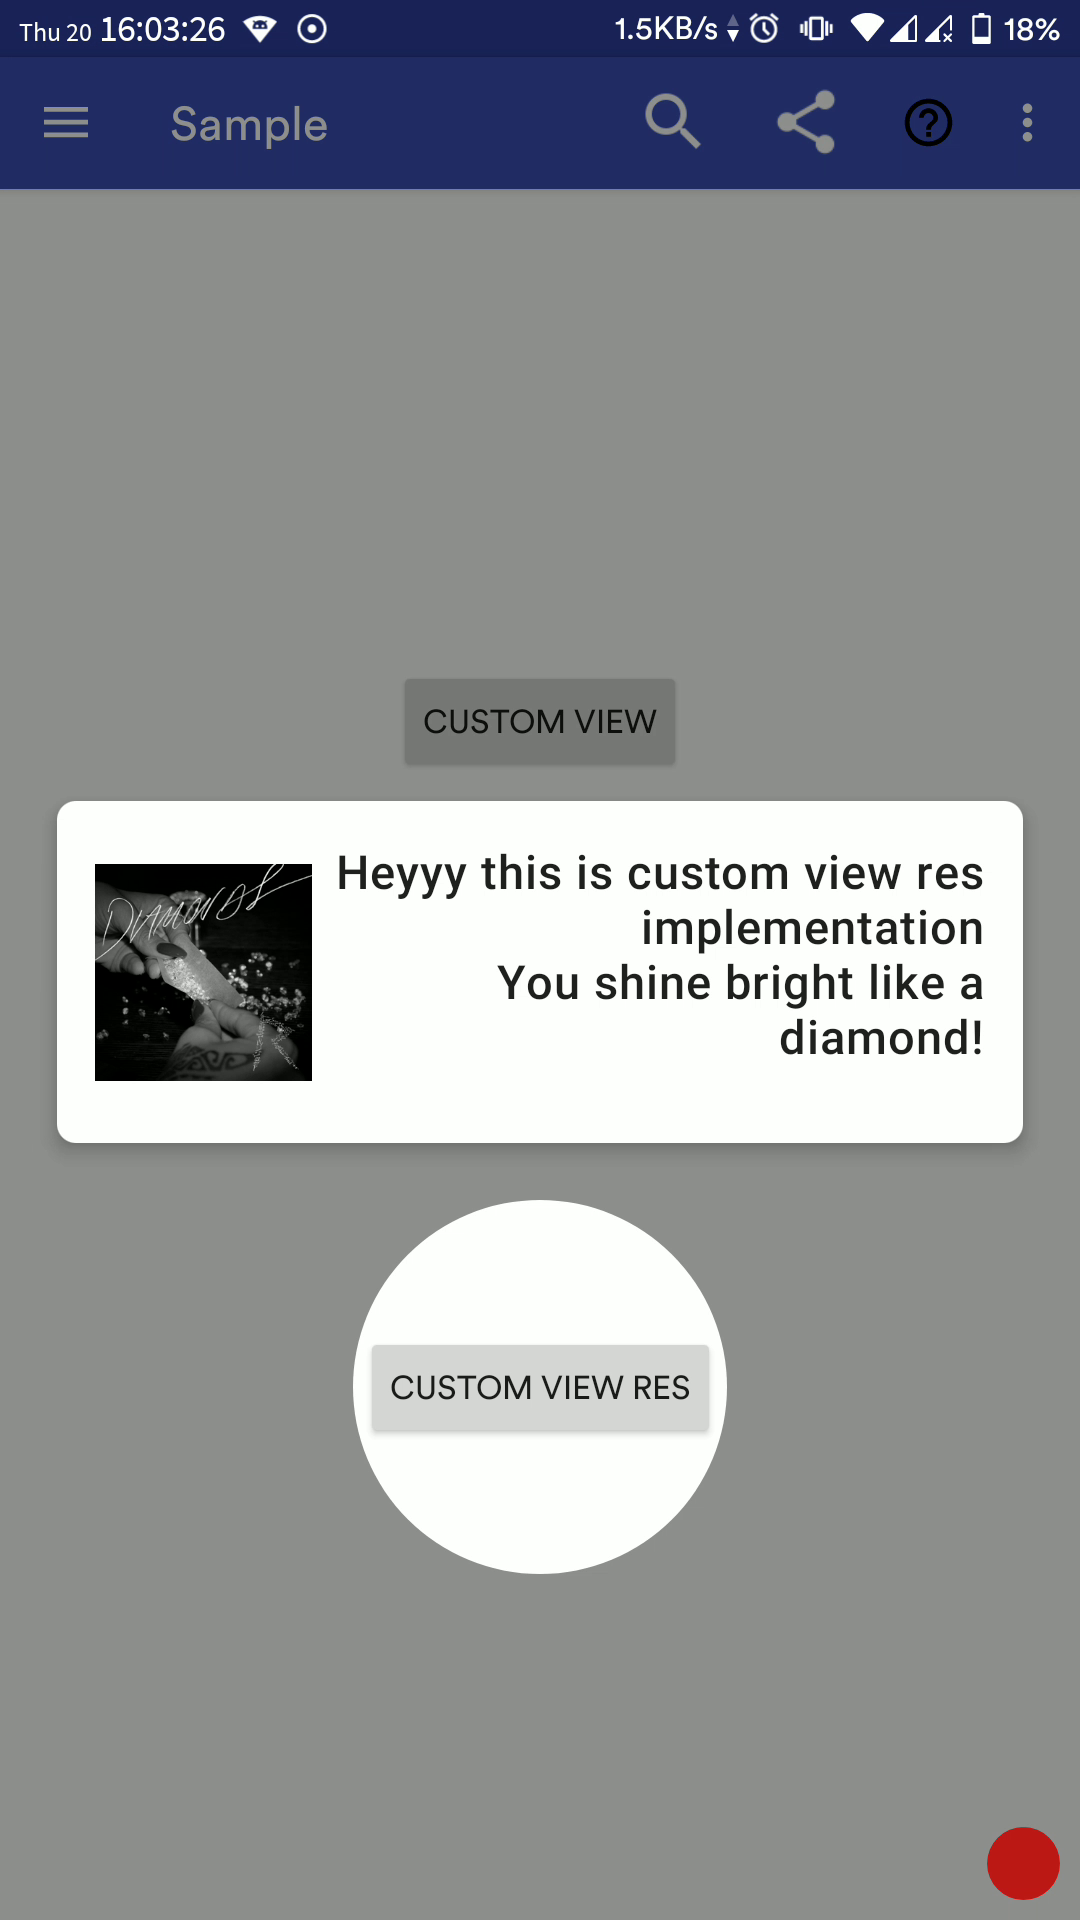 Thu 20 16:03:26 1.5KB/s 18%
Sample
CUSTOM VIEW
DIAMONDS
Heyyy this is custom view res
implementation
You shine bright like a
diamond!
CUSTOM VIEW RES